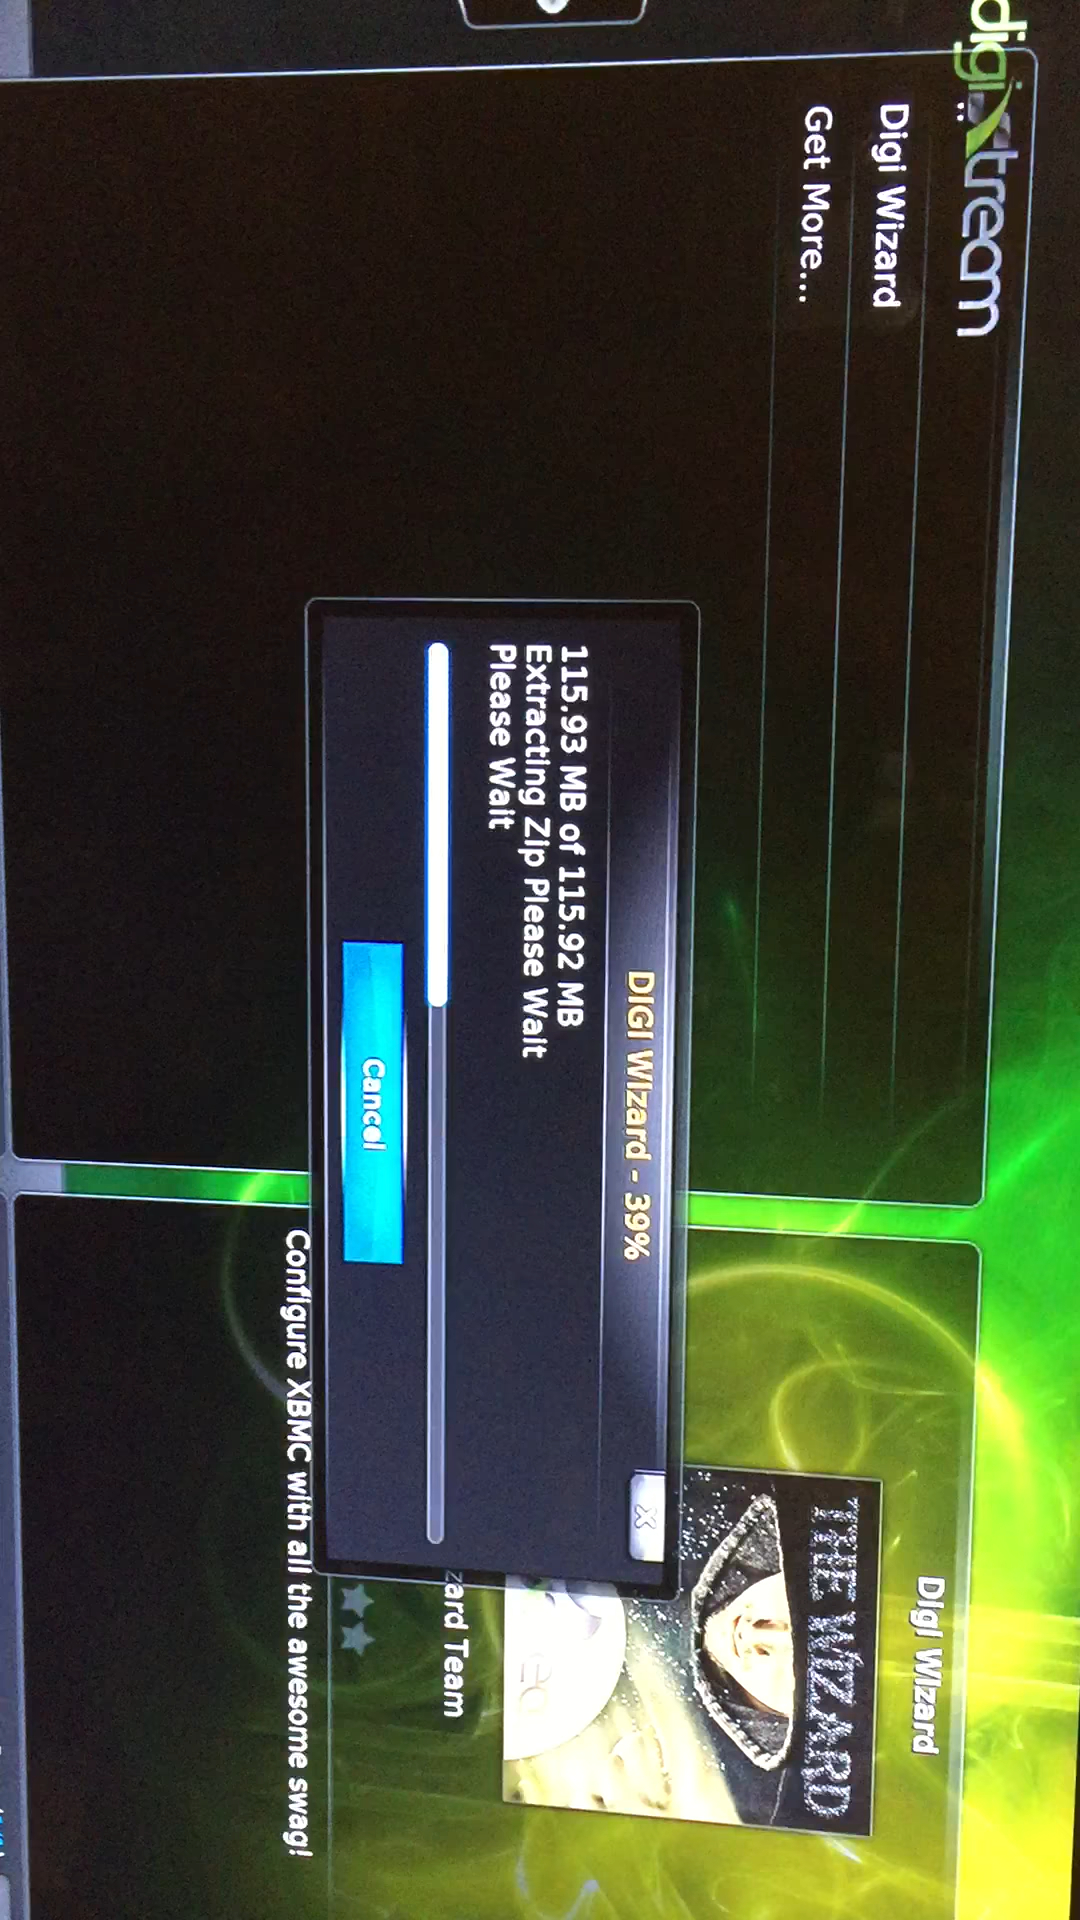 digiXtream
..
Digi Wizard
Get More...
DIGI Wizard - 39%
X
115.93 MB of 115.92 MB
Extracting Zip Please Wait
Please Wait
Cancel
Digi Wizard
THE WIZARD
zard Team
Configure XBMC with all the awesome swag!